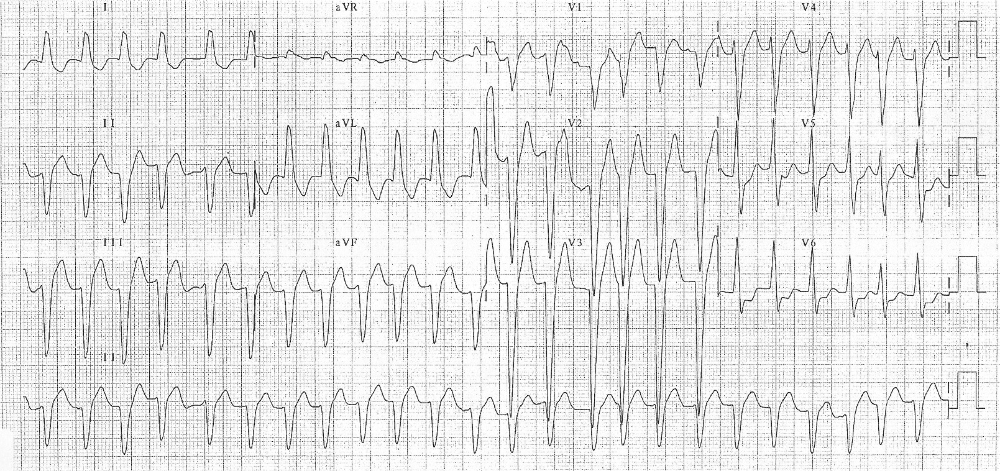 I aVR V1 V4
II aVL V2 V5
III aVF V3 V6
II